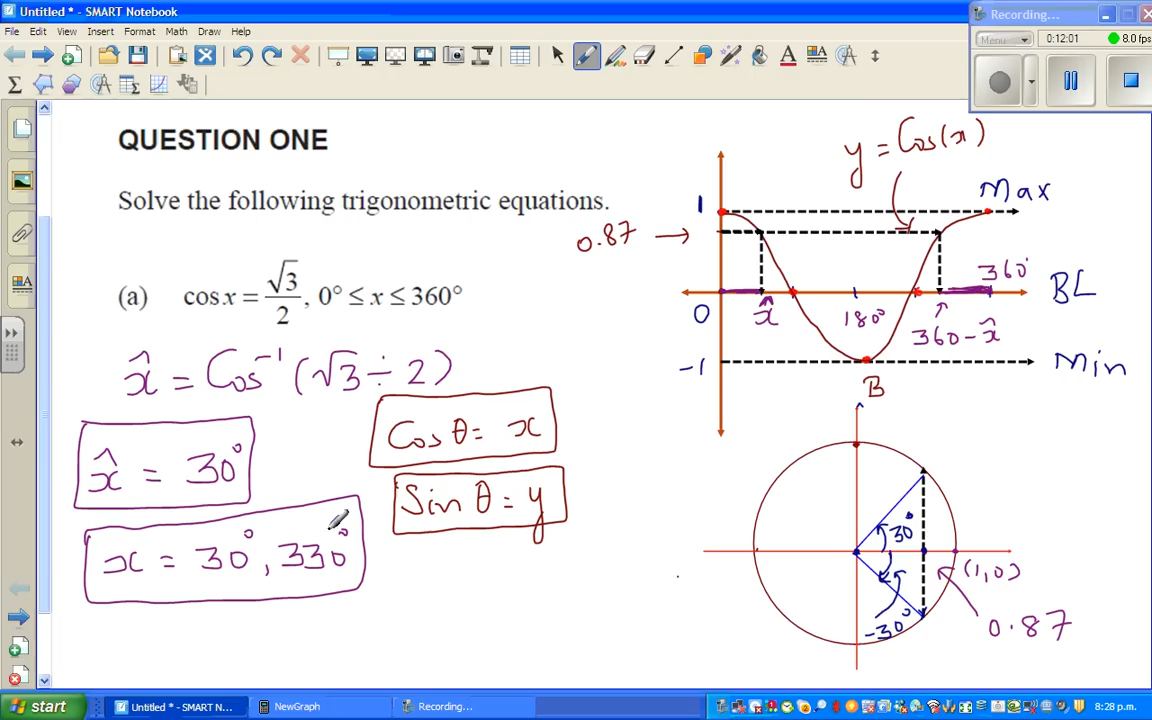 Untitled * - SMART Notebook
File Edit View Insert Format Math Draw Help
Recording...
Menu
0:12:01
8.0 fps
QUESTION ONE
Solve the following trigonometric equations.
(a) cos x = √3/2, 0° ≤ x ≤ 360°
x̂ = Cos⁻¹ (√3 ÷ 2)
x̂ = 30°
x = 30°, 330°
Cos θ = x
Sin θ = y
y = Cos(x)
1
Max
0.87
360°
0
x̂
180°
360 - x̂
BL
-1
Min
B
30°
-30°
(1,0)
0.87
start
Untitled * - SMART N...
NewGraph
Recording...
8:28 p.m.